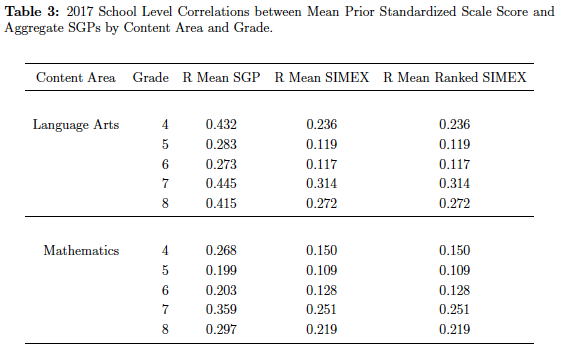 Table 3: 2017 School Level Correlations between Mean Prior Standardized Scale Score and
Aggregate SGPs by Content Area and Grade.
Content Area Grade R Mean SGP R Mean SIMEX R Mean Ranked SIMEX
Language Arts 4 0.432 0.236 0.236
5 0.283 0.119 0.119
6 0.273 0.117 0.117
7 0.445 0.314 0.314
8 0.415 0.272 0.272
Mathematics 4 0.268 0.150 0.150
5 0.199 0.109 0.109
6 0.203 0.128 0.128
7 0.359 0.251 0.251
8 0.297 0.219 0.219